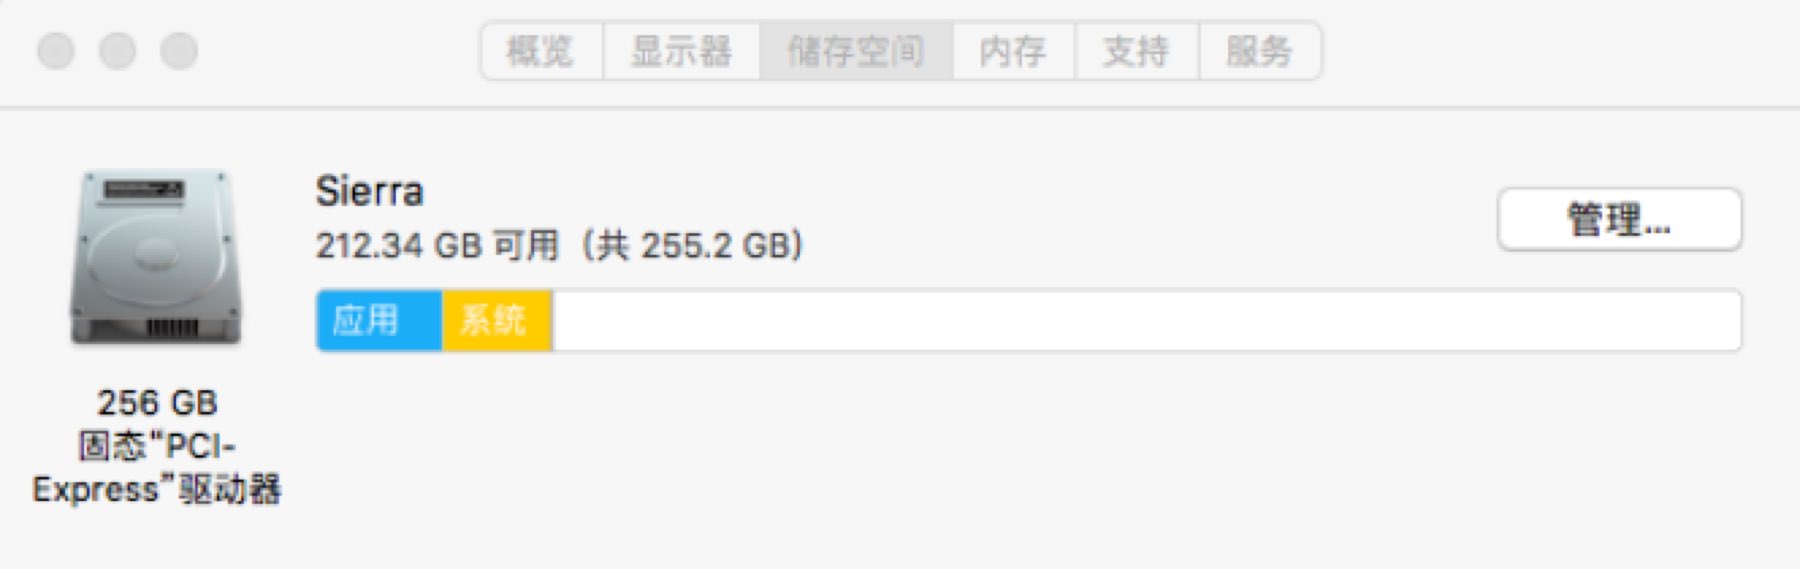 概览 显示器 储存空间 内存 支持 服务
Sierra
212.34 GB 可用（共 255.2 GB）
管理...
应用 系统
256 GB
固态“PCI-
Express”驱动器